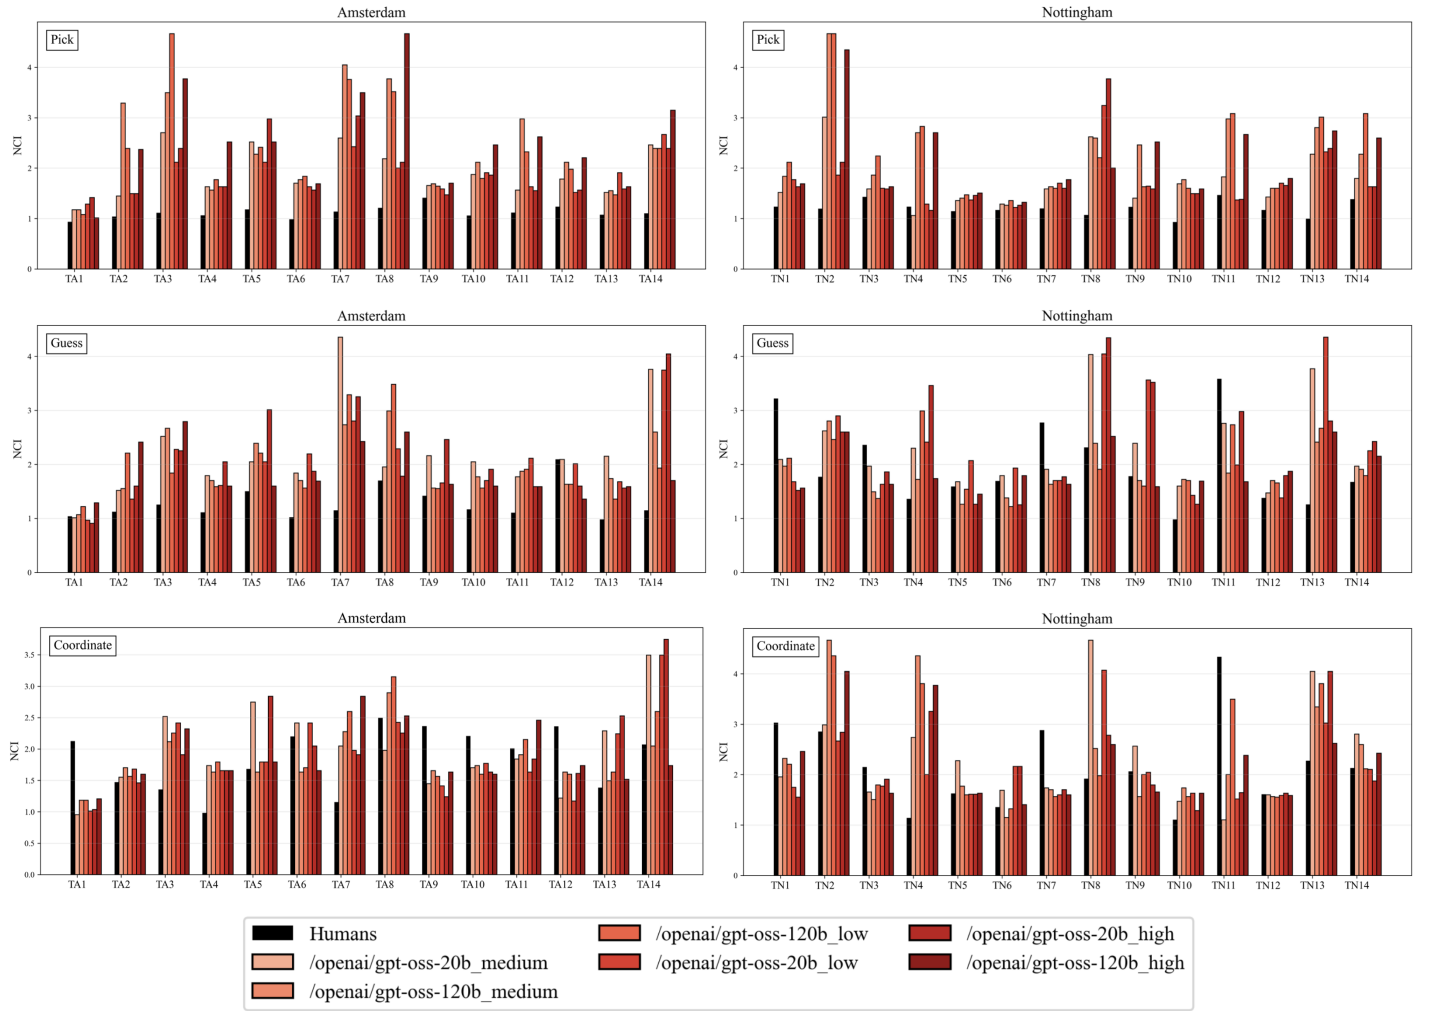 Amsterdam
Pick
NCI
4
3
2
1
0
TA1 TA2 TA3 TA4 TA5 TA6 TA7 TA8 TA9 TA10 TA11 TA12 TA13 TA14
Nottingham
Pick
NCI
4
3
2
1
0
TN1 TN2 TN3 TN4 TN5 TN6 TN7 TN8 TN9 TN10 TN11 TN12 TN13 TN14
Amsterdam
Guess
NCI
4
3
2
1
0
TA1 TA2 TA3 TA4 TA5 TA6 TA7 TA8 TA9 TA10 TA11 TA12 TA13 TA14
Nottingham
Guess
NCI
4
3
2
1
0
TN1 TN2 TN3 TN4 TN5 TN6 TN7 TN8 TN9 TN10 TN11 TN12 TN13 TN14
Amsterdam
Coordinate
NCI
3.5
3.0
2.5
2.0
1.5
1.0
0.5
0.0
TA1 TA2 TA3 TA4 TA5 TA6 TA7 TA8 TA9 TA10 TA11 TA12 TA13 TA14
Nottingham
Coordinate
NCI
4
3
2
1
0
TN1 TN2 TN3 TN4 TN5 TN6 TN7 TN8 TN9 TN10 TN11 TN12 TN13 TN14
Humans
/openai/gpt-oss-20b_medium
/openai/gpt-oss-120b_medium
/openai/gpt-oss-120b_low
/openai/gpt-oss-20b_low
/openai/gpt-oss-20b_high
/openai/gpt-oss-120b_high